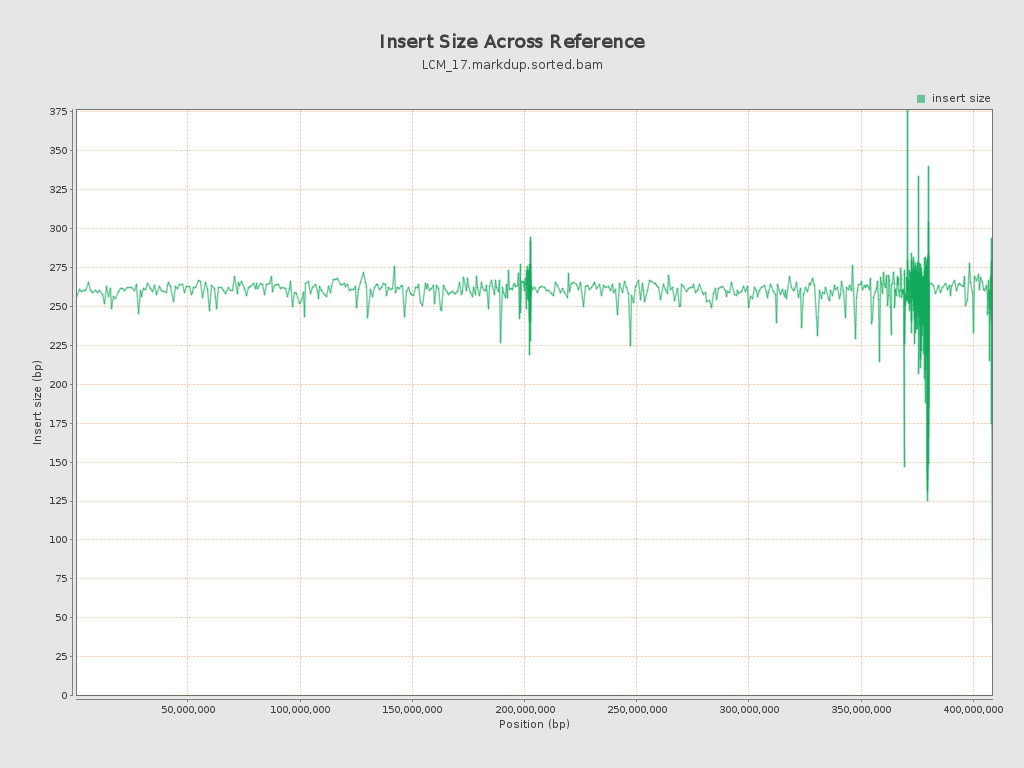 Insert Size Across Reference
LCM_17.markdup.sorted.bam
insert size
375
350
325
300
275
250
225
200
175
150
125
100
75
50
25
0
Insert size (bp)
50,000,000 100,000,000 150,000,000 200,000,000 250,000,000 300,000,000 350,000,000 400,000,000
Position (bp)